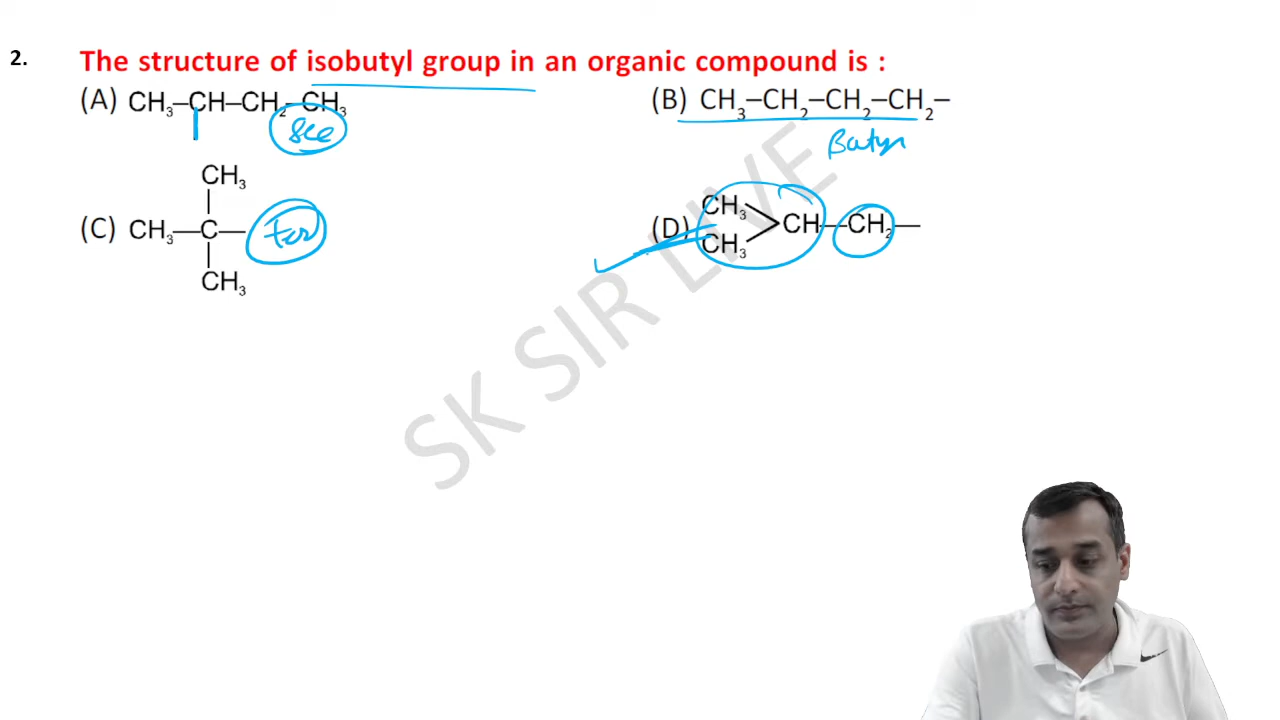 2. The structure of isobutyl group in an organic compound is :
(A) CH₃–CH–CH₂–CH₃
Sec
(B) CH₃–CH₂–CH₂–CH₂–
Butyl
(C) CH₃–C–
CH₃
CH₃
(D) CH₃
CH₃
CH–CH₂–
SK SIR LIVE